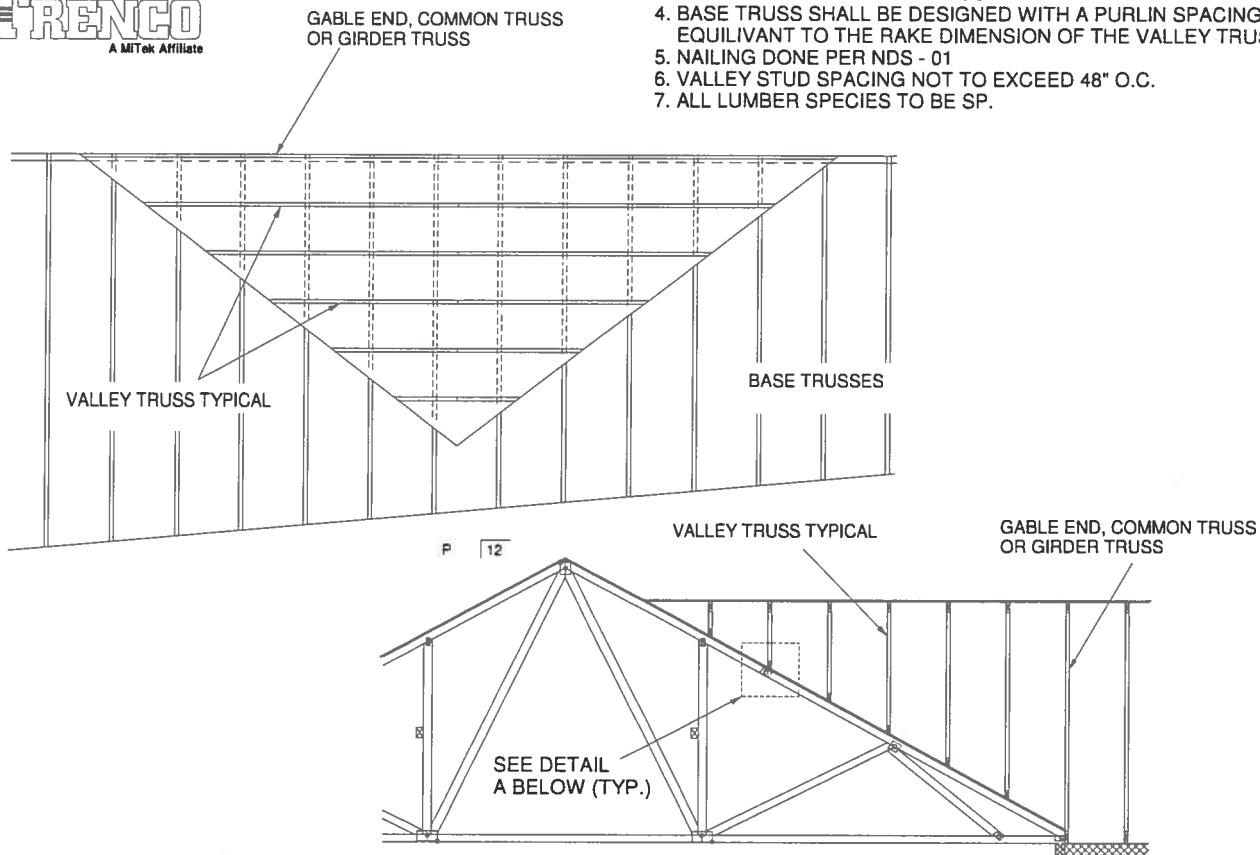 TRENCO
A MiTek Affiliate
GABLE END, COMMON TRUSS
OR GIRDER TRUSS
4. BASE TRUSS SHALL BE DESIGNED WITH A PURLIN SPACING
EQUILIVANT TO THE RAKE DIMENSION OF THE VALLEY
5. NAILING DONE PER NDS - 01
6. VALLEY STUD SPACING NOT TO EXCEED 48" O.C.
7. ALL LUMBER SPECIES TO BE SP.
VALLEY TRUSS TYPICAL
BASE TRUSSES
P 12
VALLEY TRUSS TYPICAL
GABLE END, COMMON TRUSS
OR GIRDER TRUSS
SEE DETAIL
A BELOW (TYP.)